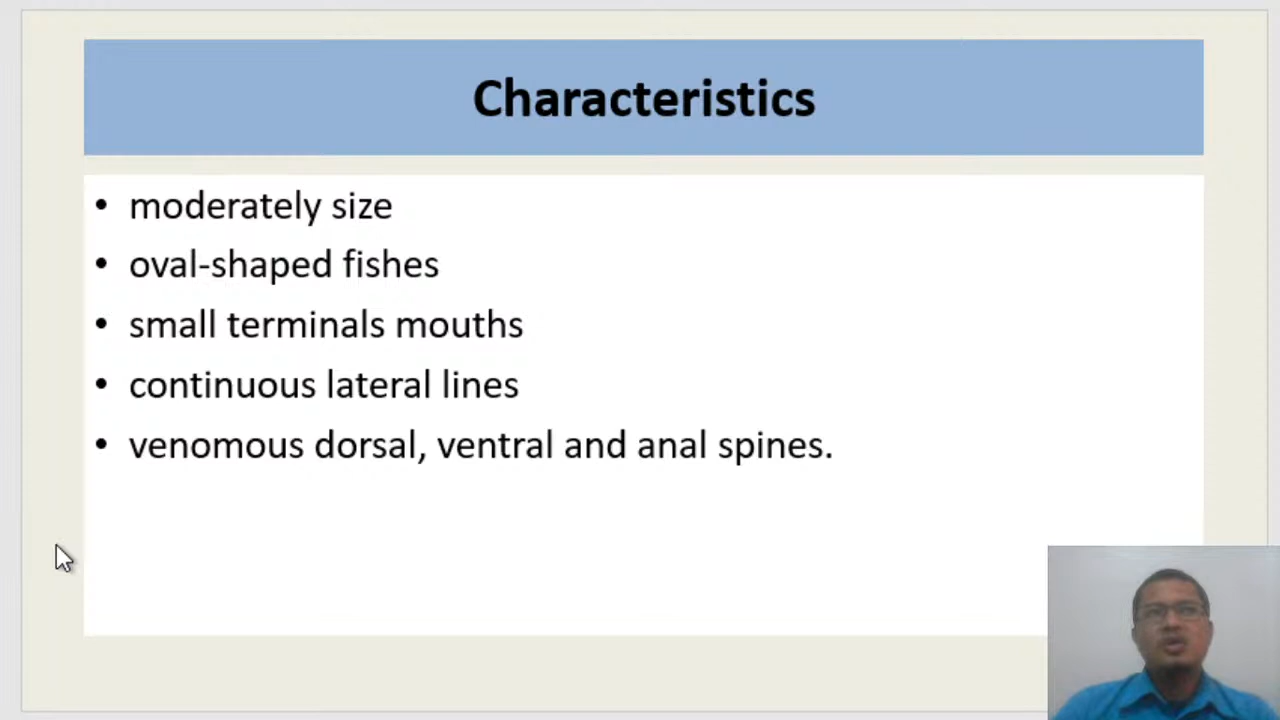 Characteristics
• moderately size
• oval-shaped fishes
• small terminals mouths
• continuous lateral lines
• venomous dorsal, ventral and anal spines.